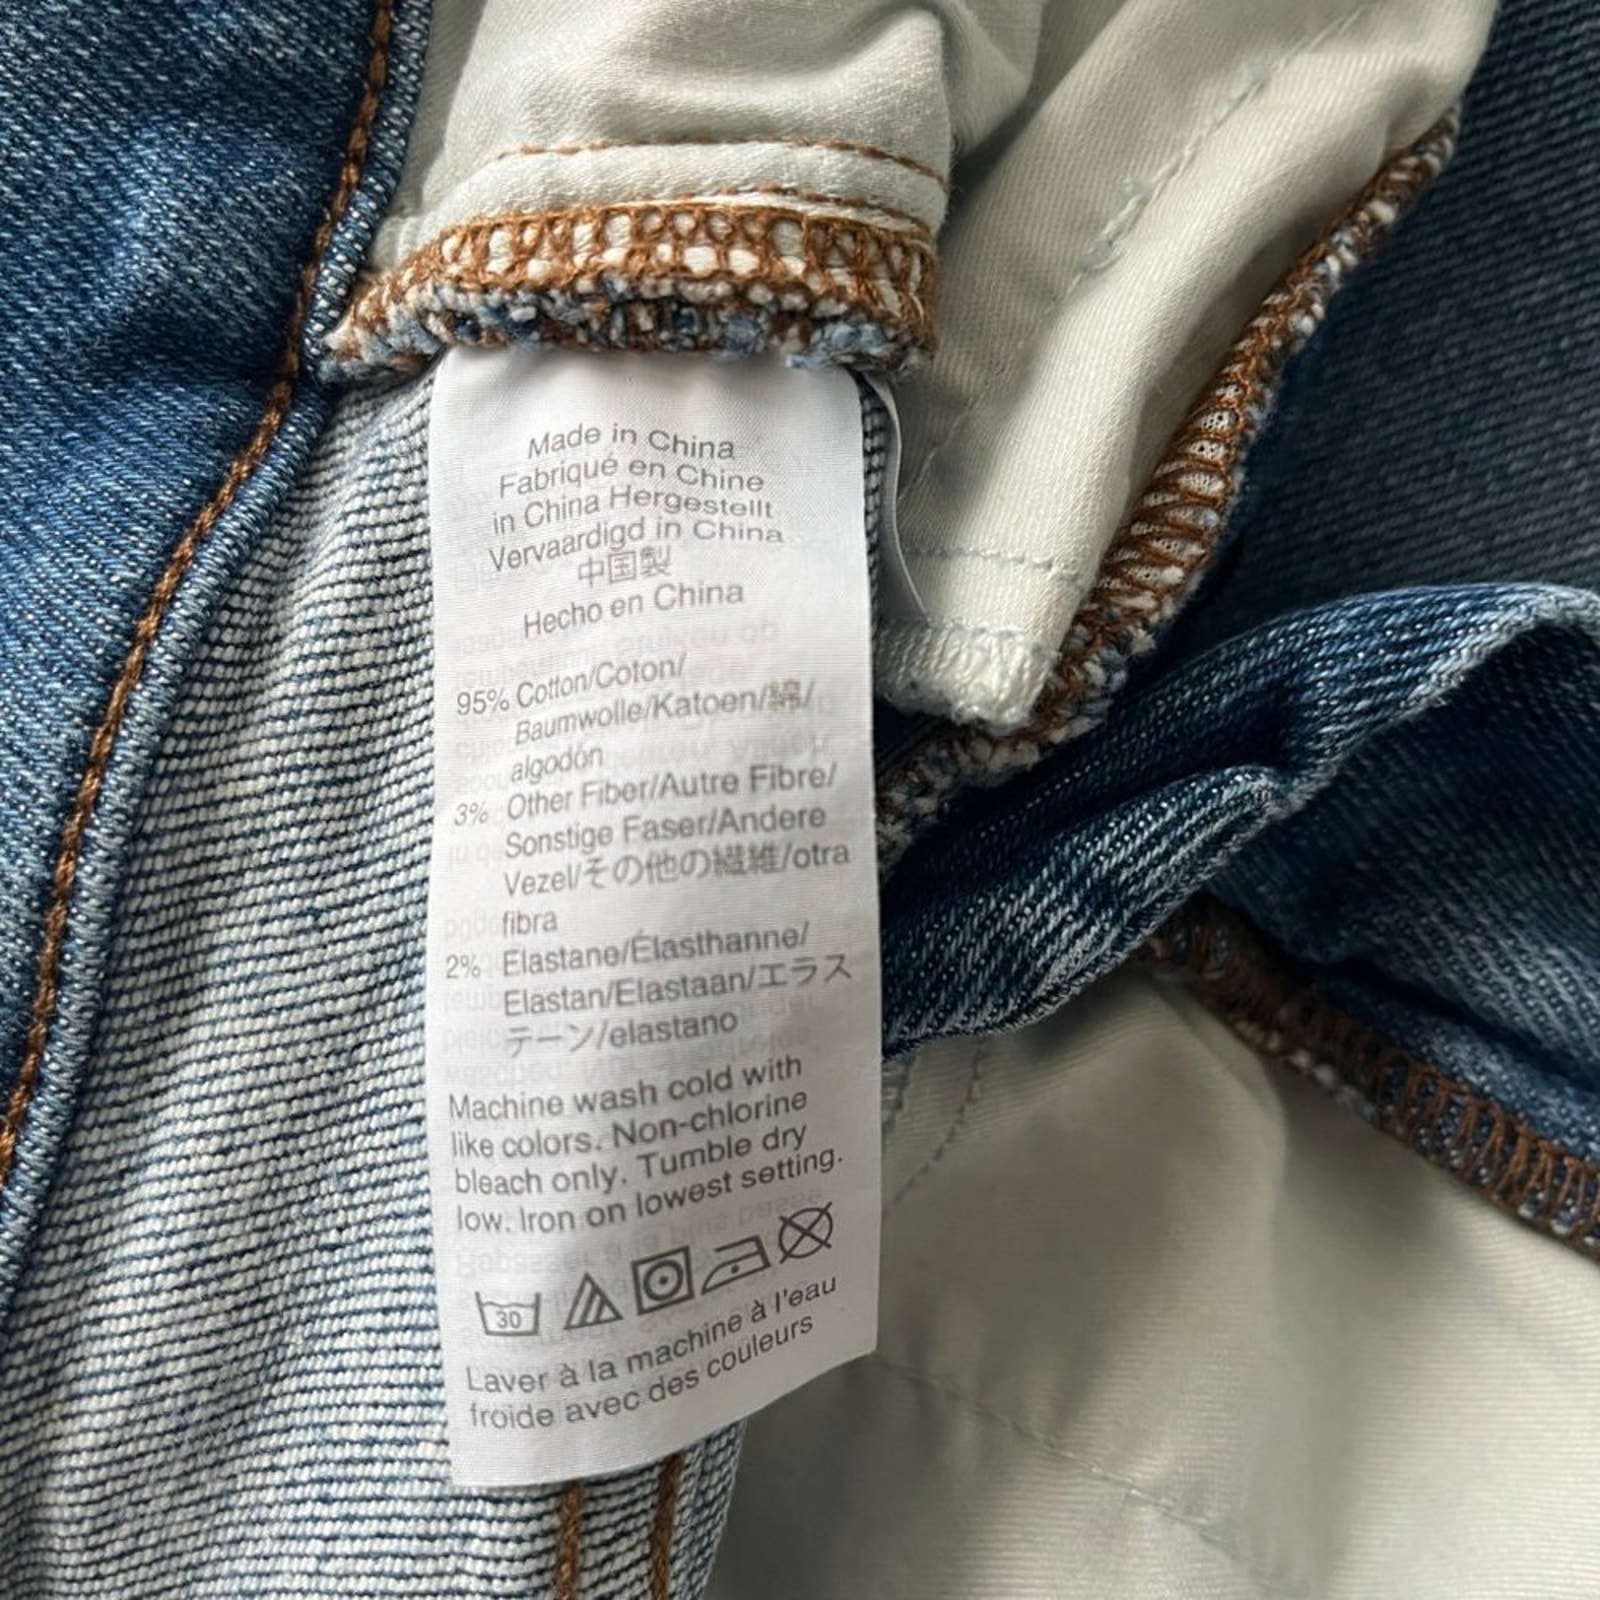 Made in China
Fabriqué en Chine
in China Hergestellt
Vervaardigd in China
中国製
Hecho en China
95% Cotton/Coton/
Baumwolle/Katoen/綿/
algodón
3% Other Fiber/Autre Fibre/
Sonstige Faser/Andere
Vezel/その他の繊維/otra
fibra
2% Elastane/Élasthanne/
Elastan/Elastaan/エラス
テーン/elastano
Machine wash cold with
like colors. Non-chlorine
bleach only. Tumble dry
low. Iron on lowest setting.
30
Laver à la machine à l'eau
froide avec des couleurs